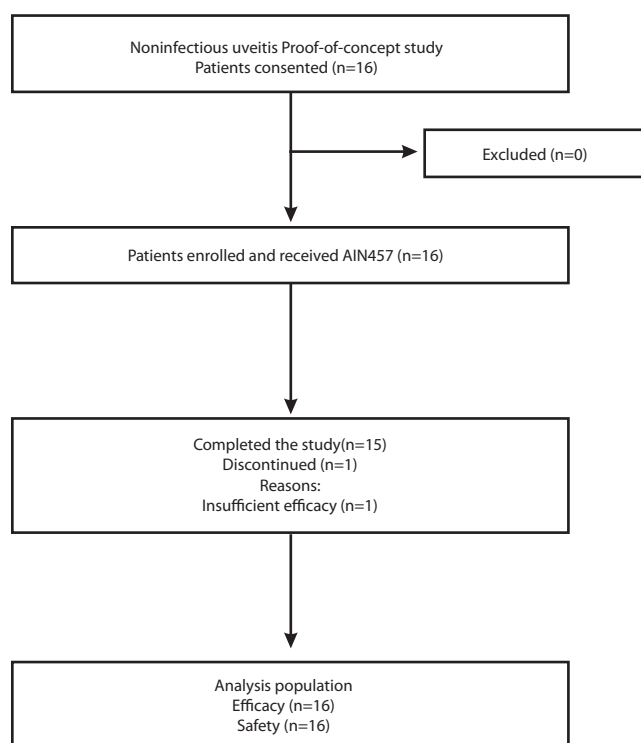 Noninfectious uveitis Proof-of-concept study
Patients consented (n=16)
Excluded (n=0)
Patients enrolled and received AIN457 (n=16)
Completed the study(n=15)
Discontinued (n=1)
Reasons:
Insufficient efficacy (n=1)
Analysis population
Efficacy (n=16)
Safety (n=16)